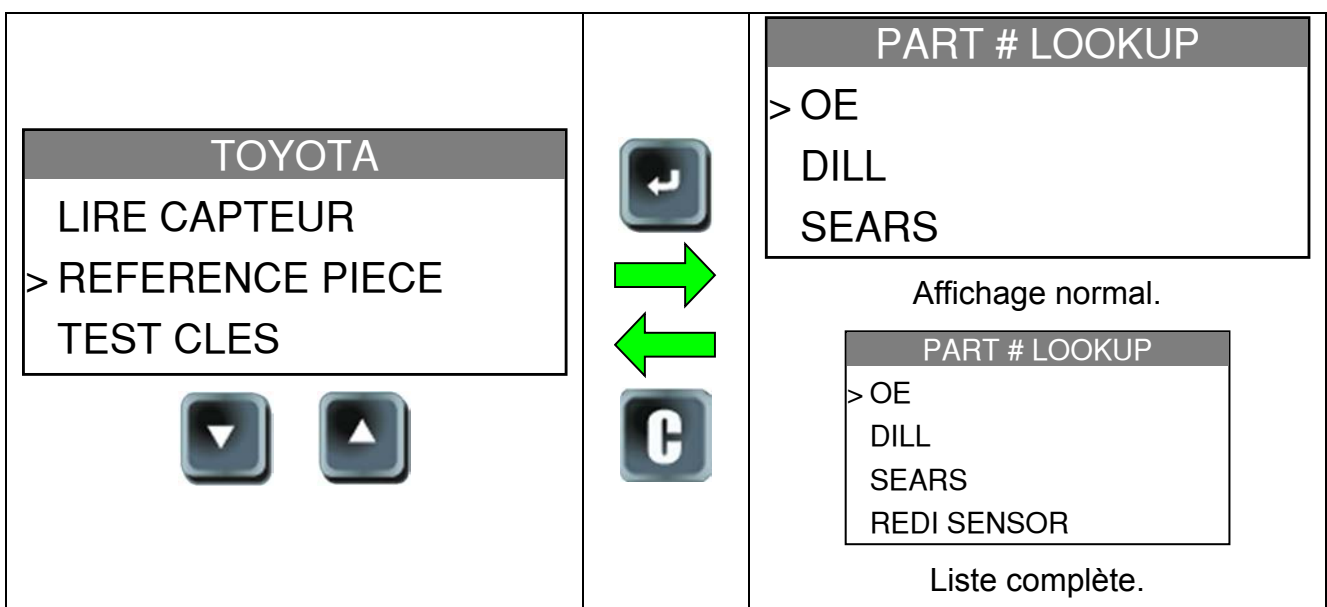 TOYOTA
LIRE CAPTEUR
> REFERENCE PIECE
TEST CLES
C
PART # LOOKUP
> OE
DILL
SEARS
Affichage normal.
PART # LOOKUP
> OE
DILL
SEARS
REDI SENSOR
Liste complète.